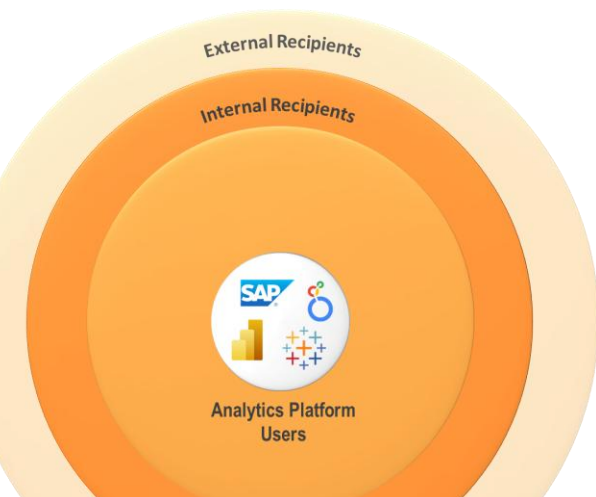 External Recipients
Internal Recipients
SAP
Analytics Platform
Users